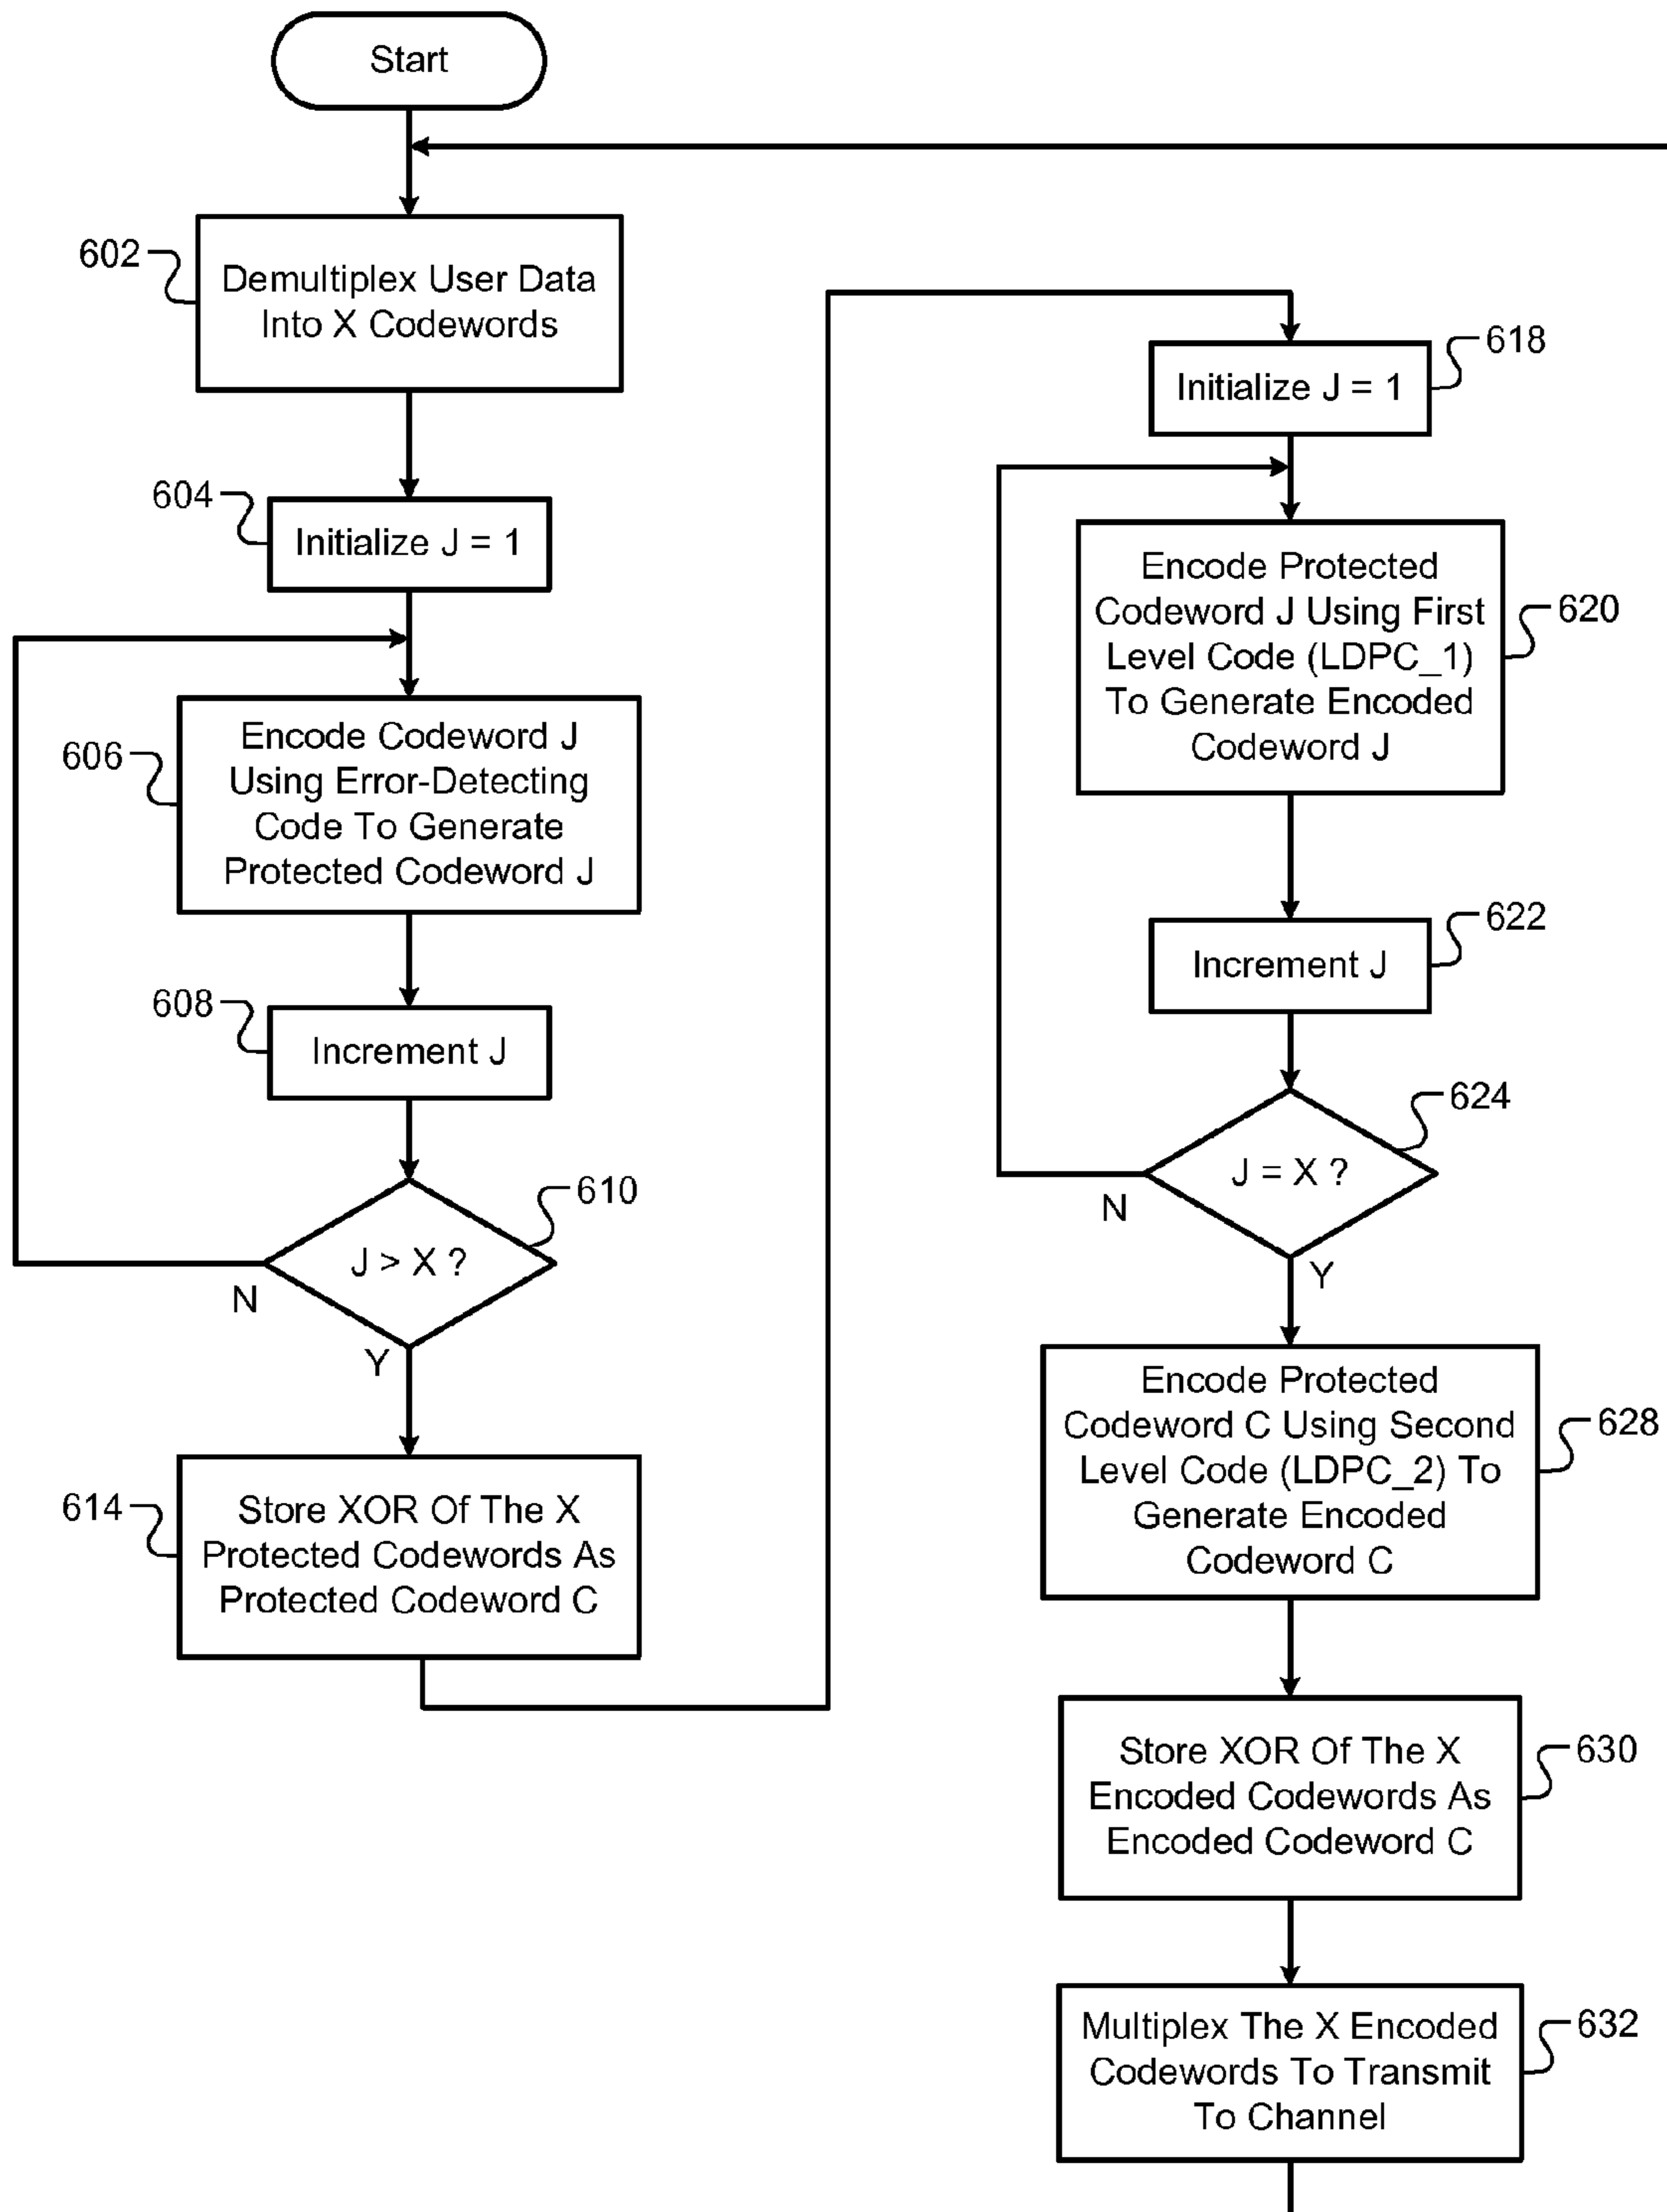 Start
602
Demultiplex User Data
Into X Codewords
604
Initialize J = 1
606
Encode Codeword J
Using Error-Detecting
Code To Generate
Protected Codeword J
608
Increment J
610
J > X ?
N
Y
614
Store XOR Of The X
Protected Codewords As
Protected Codeword C
618
Initialize J = 1
620
Encode Protected
Codeword J Using First
Level Code (LDPC_1)
To Generate Encoded
Codeword J
622
Increment J
624
J = X ?
N
Y
628
Encode Protected
Codeword C Using Second
Level Code (LDPC_2) To
Generate Encoded
Codeword C
630
Store XOR Of The X
Encoded Codewords As
Encoded Codeword C
632
Multiplex The X Encoded
Codewords To Transmit
To Channel